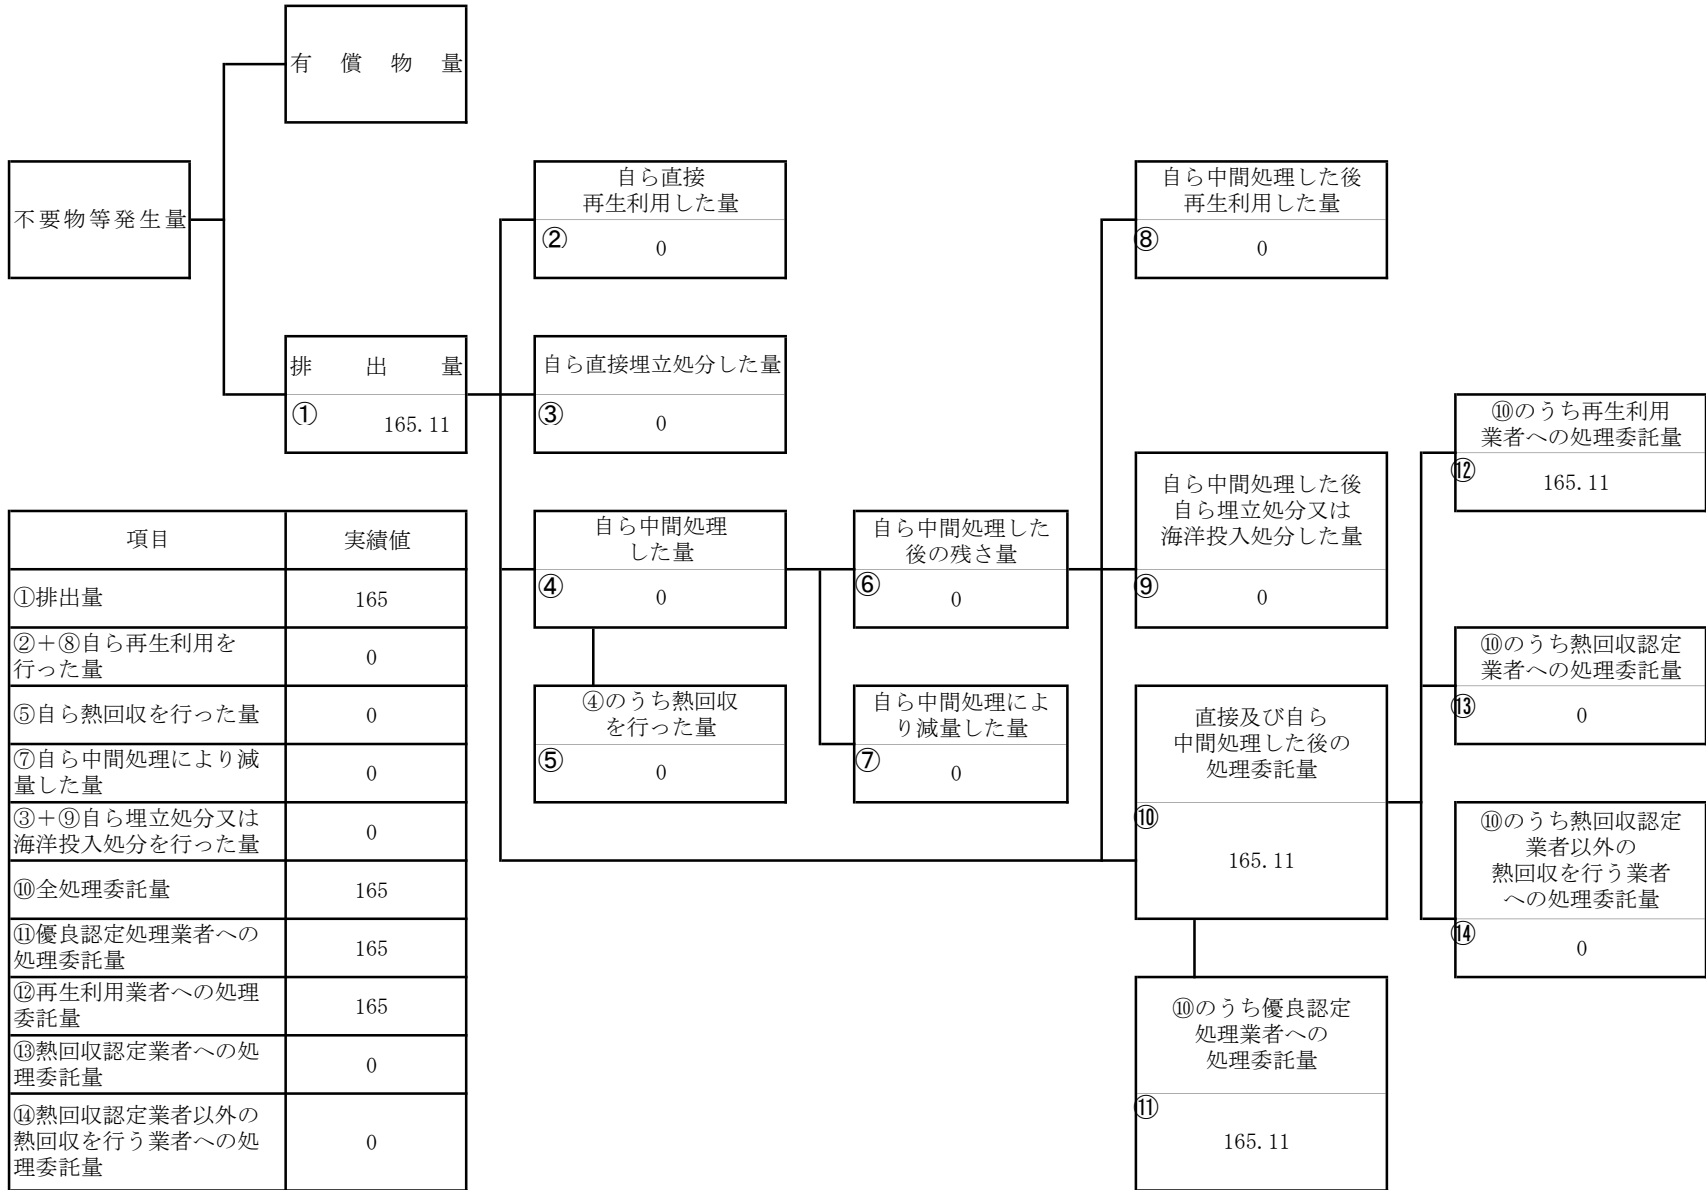 有償物量
不要物等発生量
排出量
① 165.11
自ら直接
再生利用した量
② 0
自ら直接埋立処分した量
③ 0
自ら中間処理
した量
④ 0
④のうち熱回収
を行った量
⑤ 0
自ら中間処理した
後の残さ量
⑥ 0
自ら中間処理によ
り減量した量
⑦ 0
自ら中間処理した後
再生利用した量
⑧ 0
自ら中間処理した後
自ら埋立処分又は
海洋投入処分した量
⑨ 0
直接及び自ら
中間処理した後の
処理委託量
⑩
165.11
⑩のうち優良認定
処理業者への
処理委託量
⑪
165.11
⑩のうち再生利用
業者への処理委託量
⑫ 165.11
⑩のうち熱回収認定
業者への処理委託量
⑬ 0
⑩のうち熱回収認定
業者以外の
熱回収を行う業者
への処理委託量
⑭ 0
項目 実績値
①排出量 165
②＋⑧自ら再生利用を
行った量 0
⑤自ら熱回収を行った量 0
⑦自ら中間処理により減
量した量 0
③＋⑨自ら埋立処分又は
海洋投入処分を行った量 0
⑩全処理委託量 165
⑪優良認定処理業者への
処理委託量 165
⑫再生利用業者への処理
委託量 165
⑬熱回収認定業者への処
理委託量 0
⑭熱回収認定業者以外の
熱回収を行う業者への処
理委託量 0